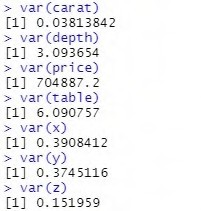 > var(carat)
[1] 0.03813842
> var(depth)
[1] 3.093654
> var(price)
[1] 704887.2
> var(table)
[1] 6.090757
> var(x)
[1] 0.3908412
> var(y)
[1] 0.3745116
> var(z)
[1] 0.151959